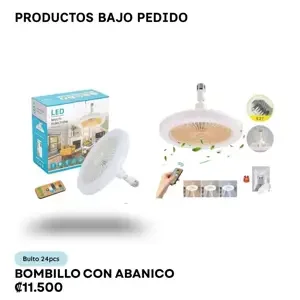 PRODUCTOS BAJO PEDIDO
LED
Bulto 24pcs
BOMBILLO CON ABANICO
₡11.500